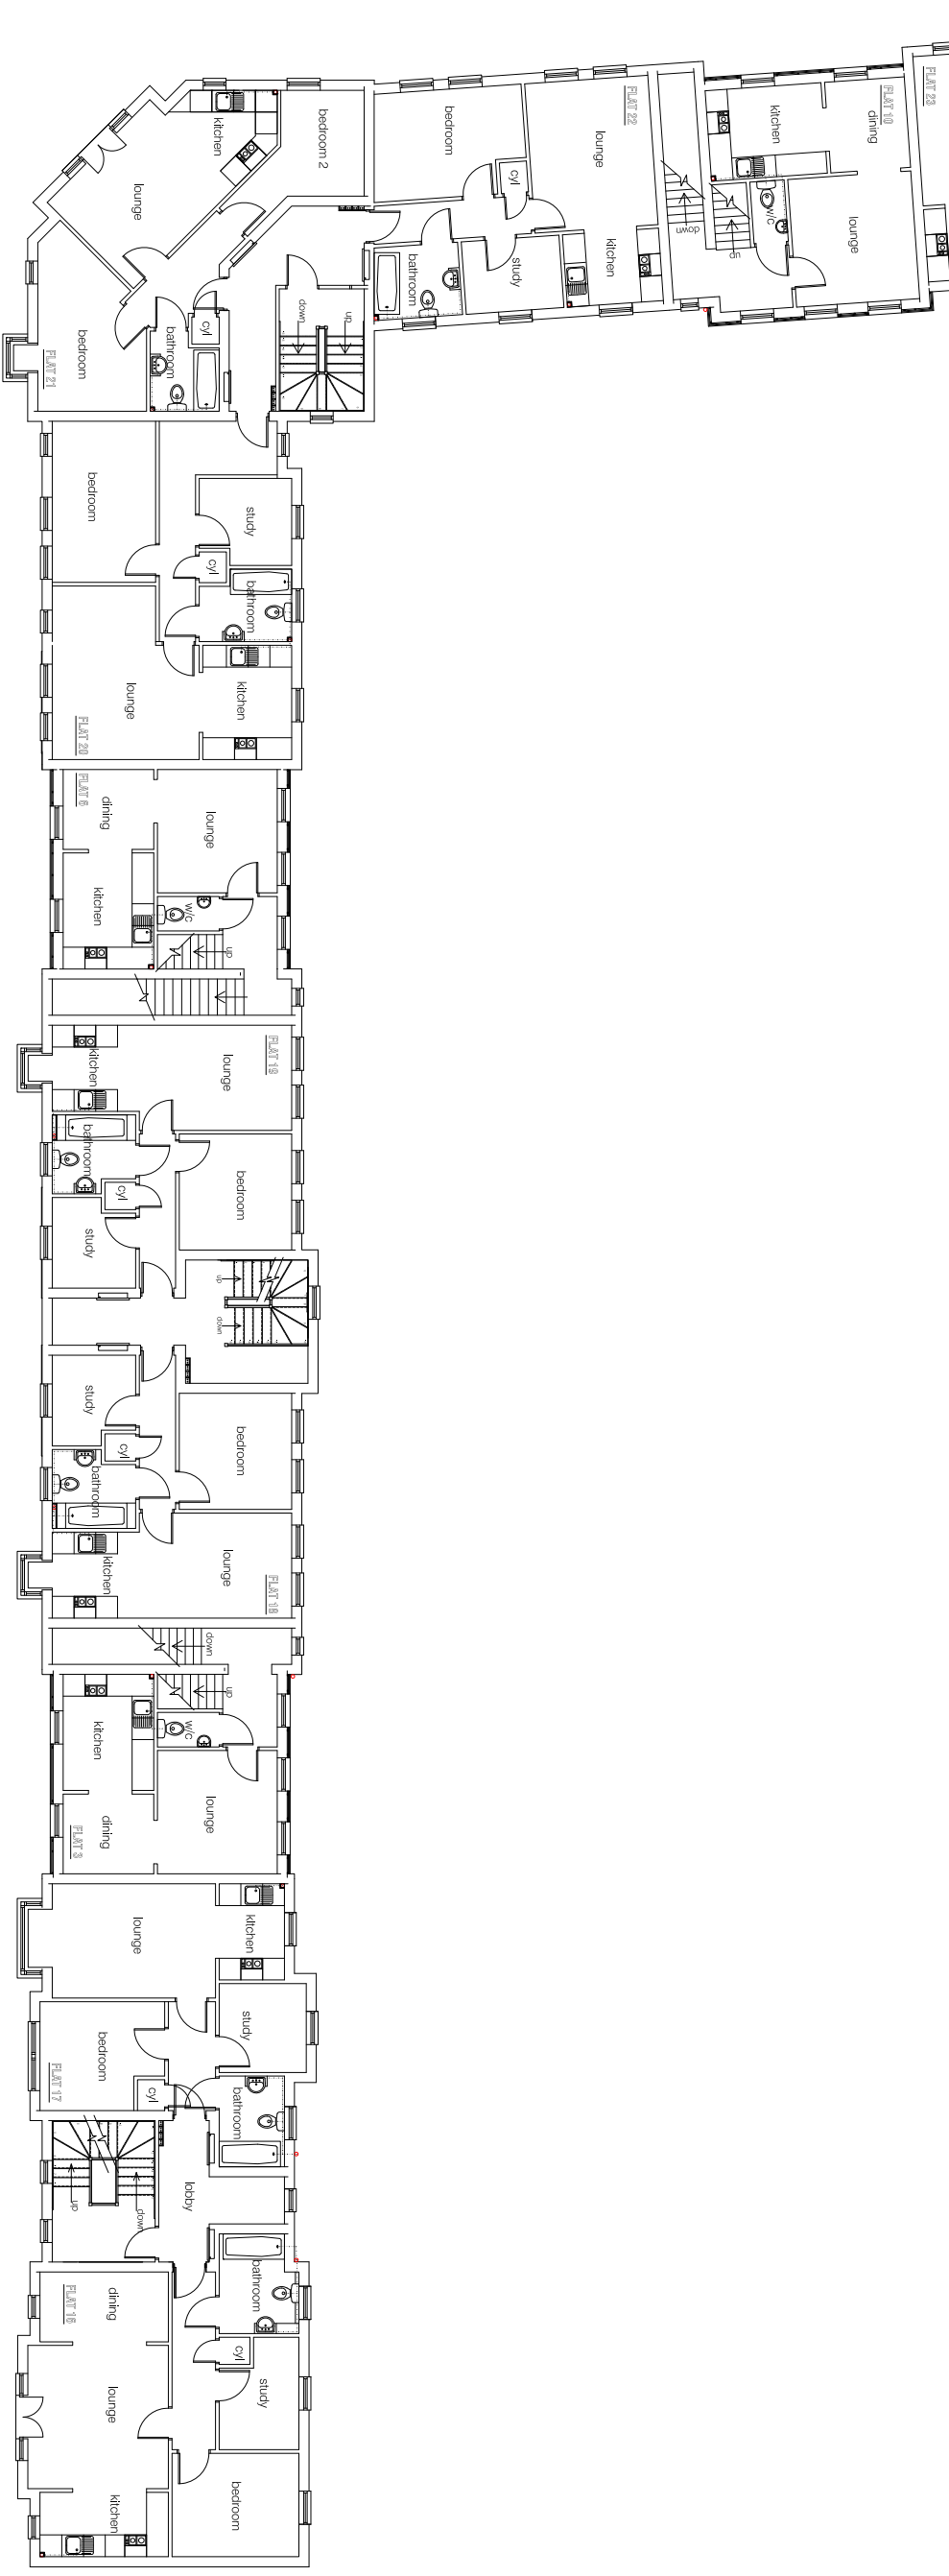 kitchen
lounge
bedroom 2
bedroom
FLAT 21
bathroom
cyl
down
up
bedroom
bathroom
cyl
study
lounge
FLAT 22
kitchen
down
up
kitchen
w/c
FLAT 10
dining
lounge
FLAT 23
bedroom
study
cyl
bathroom
lounge
kitchen
FLAT 20
FLAT 6
dining
lounge
kitchen
w/c
up
FLAT 19
kitchen
lounge
bathroom
bedroom
cyl
study
up
down
study
bedroom
cyl
bathroom
lounge
kitchen
FLAT 18
down
up
w/c
kitchen
lounge
dining
FLAT 3
lounge
kitchen
study
bedroom
FLAT 17
cyl
bathroom
up
down
lobby
dining
FLAT 16
bathroom
cyl
study
lounge
kitchen
bedroom